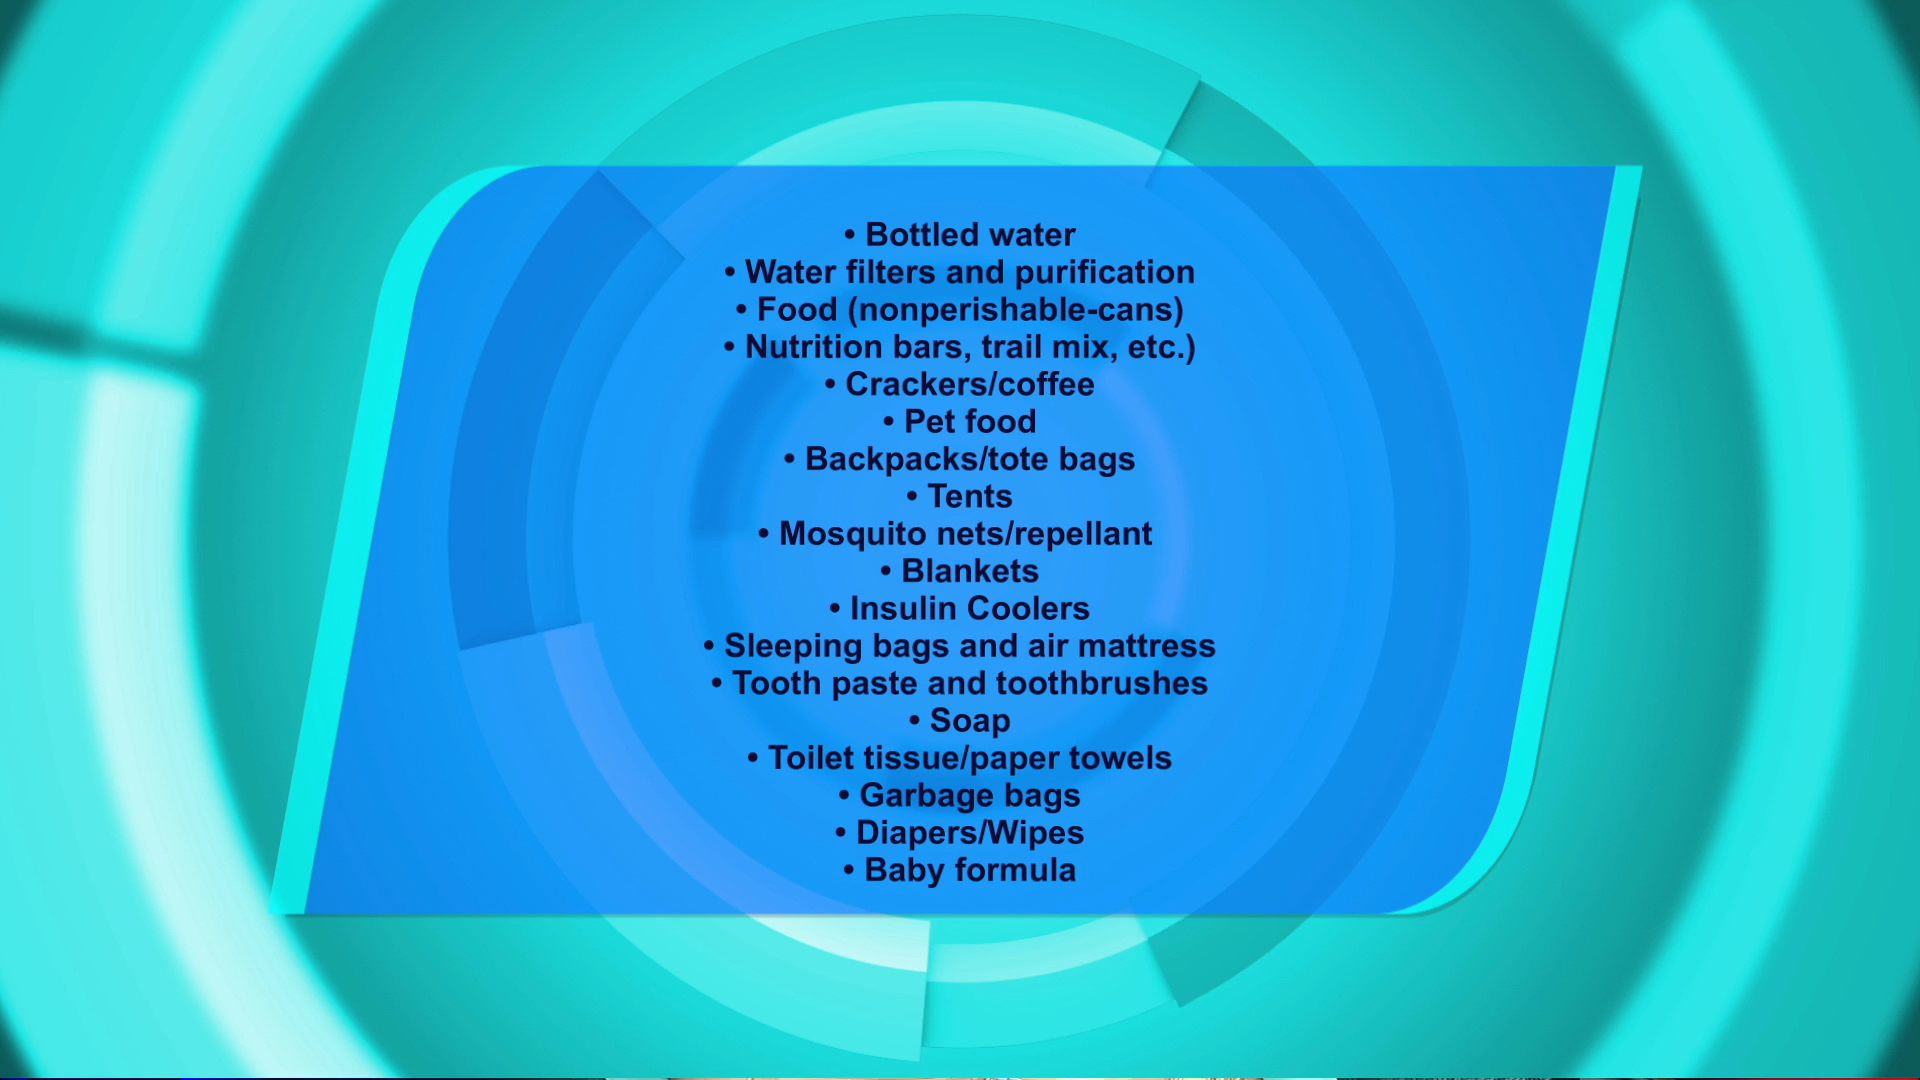 • Bottled water
• Water filters and purification
• Food (nonperishable-cans)
• Nutrition bars, trail mix, etc.)
• Crackers/coffee
• Pet food
• Backpacks/tote bags
• Tents
• Mosquito nets/repellant
• Blankets
• Insulin Coolers
• Sleeping bags and air mattress
• Tooth paste and toothbrushes
• Soap
• Toilet tissue/paper towels
• Garbage bags
• Diapers/Wipes
• Baby formula